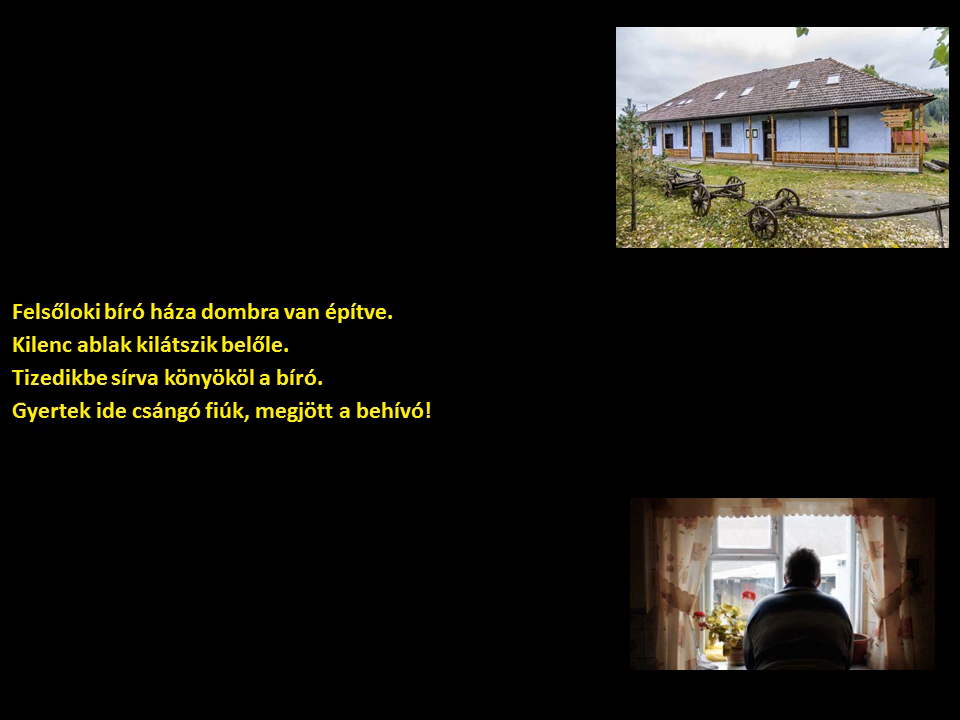 Felsőloki bíró háza dombra van építve.
Kilenc ablak kilátszik belőle.
Tizedikbe sírva könyököl a bíró.
Gyertek ide csángó fiúk, megjött a behívó!